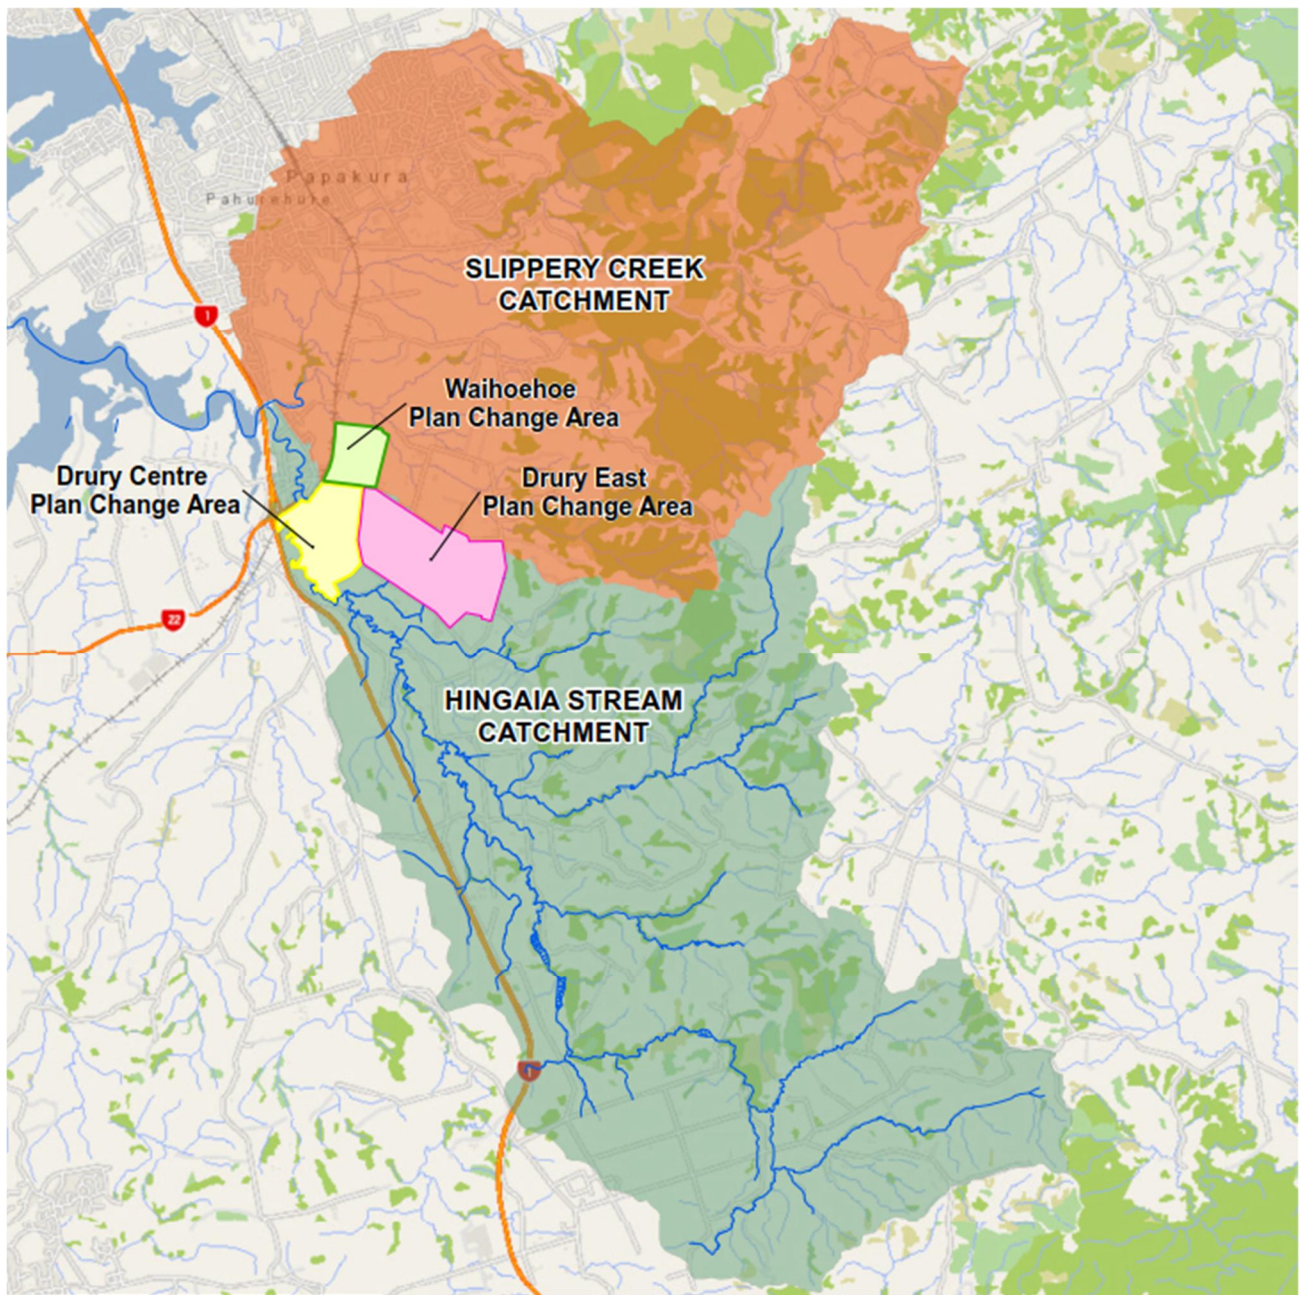 Papakura
Pahurehure
SLIPPERY CREEK
CATCHMENT
1
Waihoehoe
Plan Change Area
Drury Centre
Plan Change Area
Drury East
Plan Change Area
22
HINGAIA STREAM
CATCHMENT
1